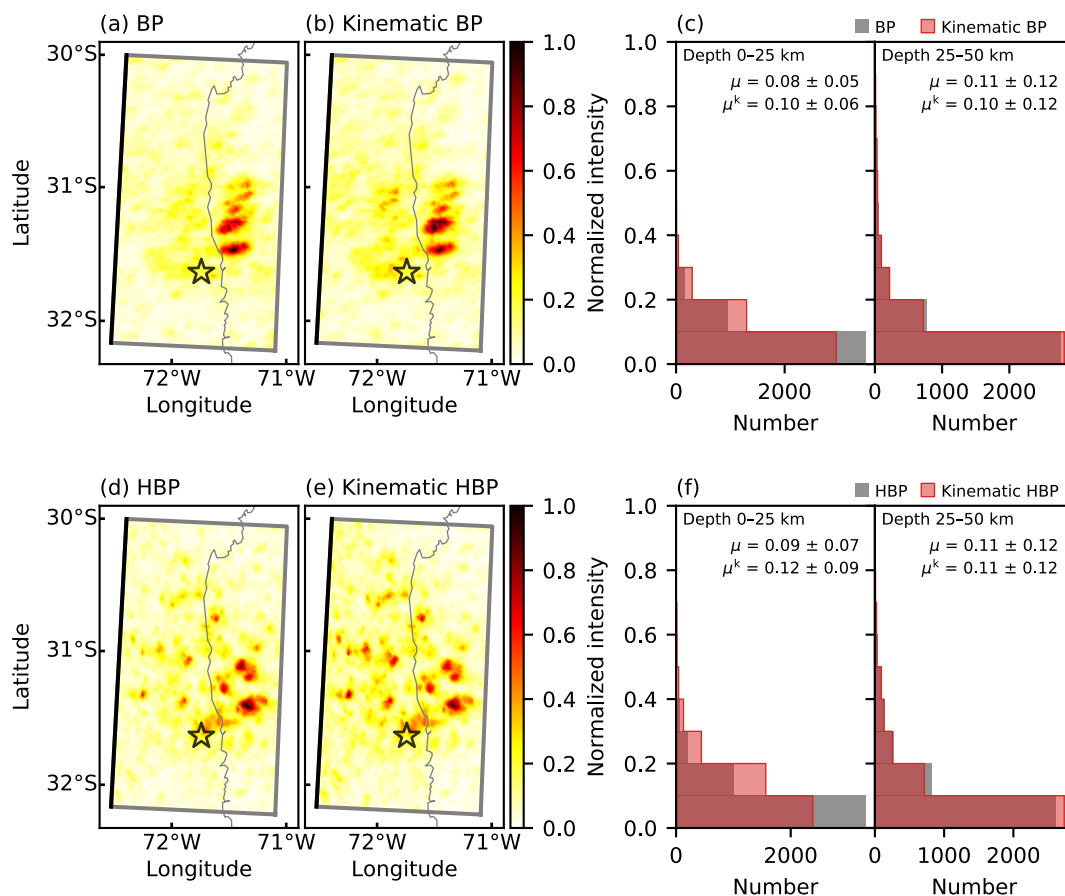 (a) BP
(b) Kinematic BP
(c)
BP
Kinematic BP
30°S
31°S
32°S
Latitude
72°W
71°W
Longitude
72°W
71°W
Longitude
1.0
0.8
0.6
0.4
0.2
0.0
Normalized intensity
1.0
0.8
0.6
0.4
0.2
0.0
Depth 0–25 km
μ = 0.08 ± 0.05
μᵏ = 0.10 ± 0.06
Depth 25–50 km
μ = 0.11 ± 0.12
μᵏ = 0.10 ± 0.12
0
2000
Number
0
1000
2000
Number
(d) HBP
(e) Kinematic HBP
(f)
HBP
Kinematic HBP
30°S
31°S
32°S
Latitude
72°W
71°W
Longitude
72°W
71°W
Longitude
1.0
0.8
0.6
0.4
0.2
0.0
Normalized intensity
1.0
0.8
0.6
0.4
0.2
0.0
Depth 0–25 km
μ = 0.09 ± 0.07
μᵏ = 0.12 ± 0.09
Depth 25–50 km
μ = 0.11 ± 0.12
μᵏ = 0.11 ± 0.12
0
2000
Number
0
1000
2000
Number